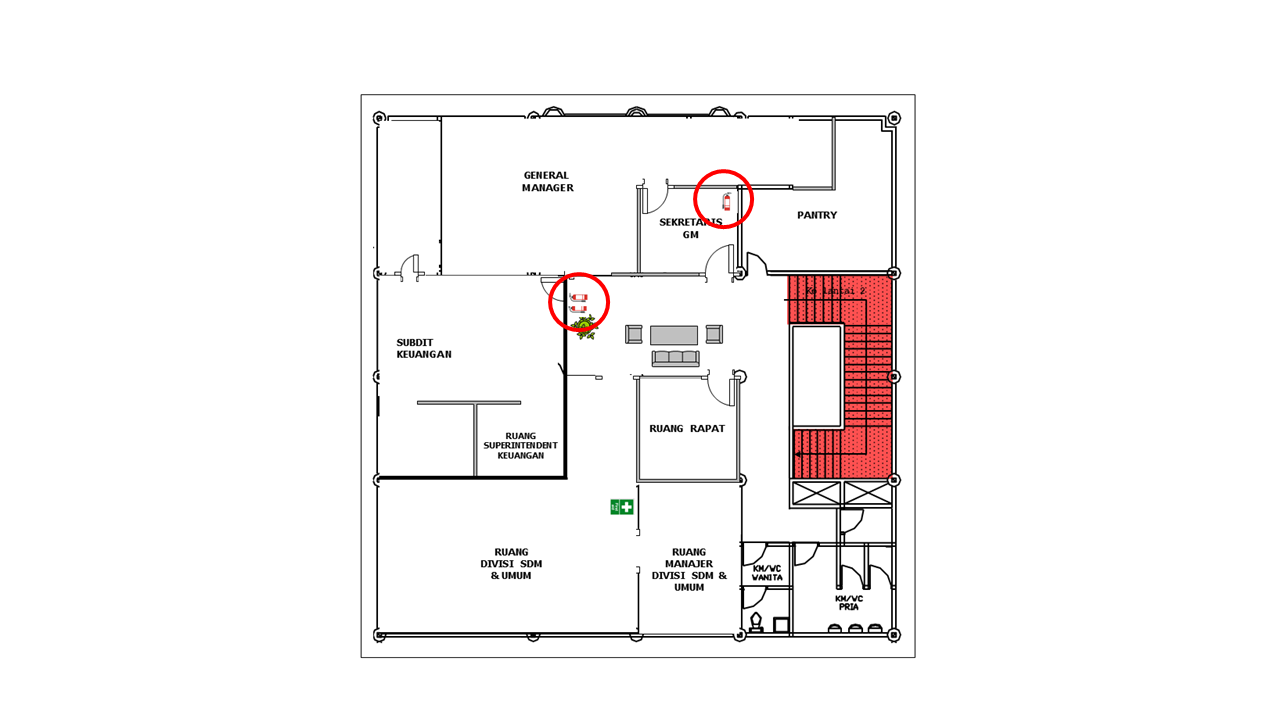 GENERAL
MANAGER
SEKRETARIS
GM
PANTRY
Ke Lantai 2
SUBDIT
KEUANGAN
RUANG
SUPERINTENDENT
KEUANGAN
RUANG RAPAT
RUANG
DIVISI SDM
& UMUM
RUANG
MANAJER
DIVISI SDM &
UMUM
KM/WC
WANITA
KM/WC
PRIA